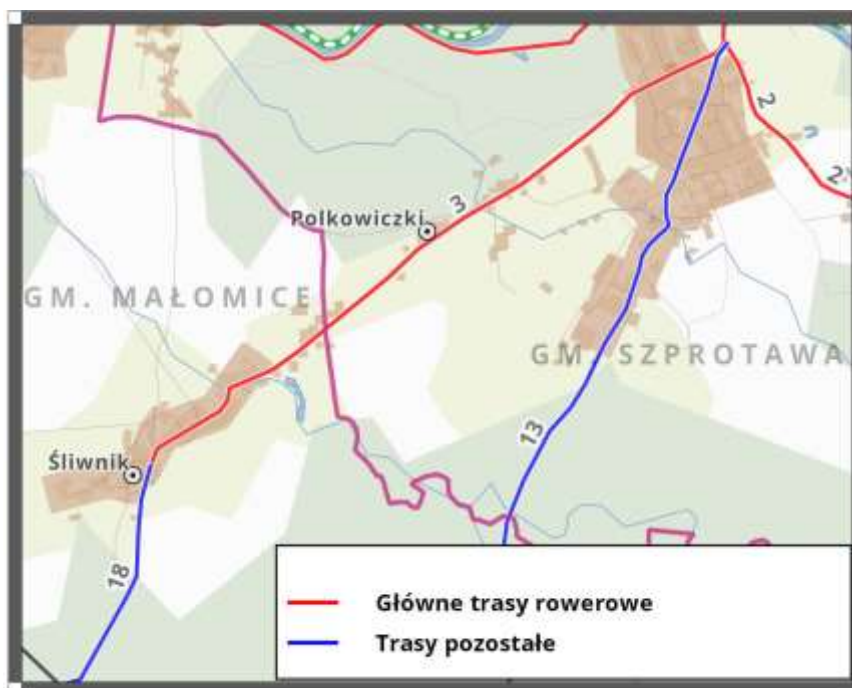 2
2
3
Polkowiczki
GM. MAŁOMICE
GM. SZPROTAWA
13
Śliwnik
18
Główne trasy rowerowe
Trasy pozostałe